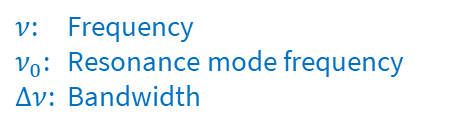 ν: Frequency
ν₀: Resonance mode frequency
Δν: Bandwidth